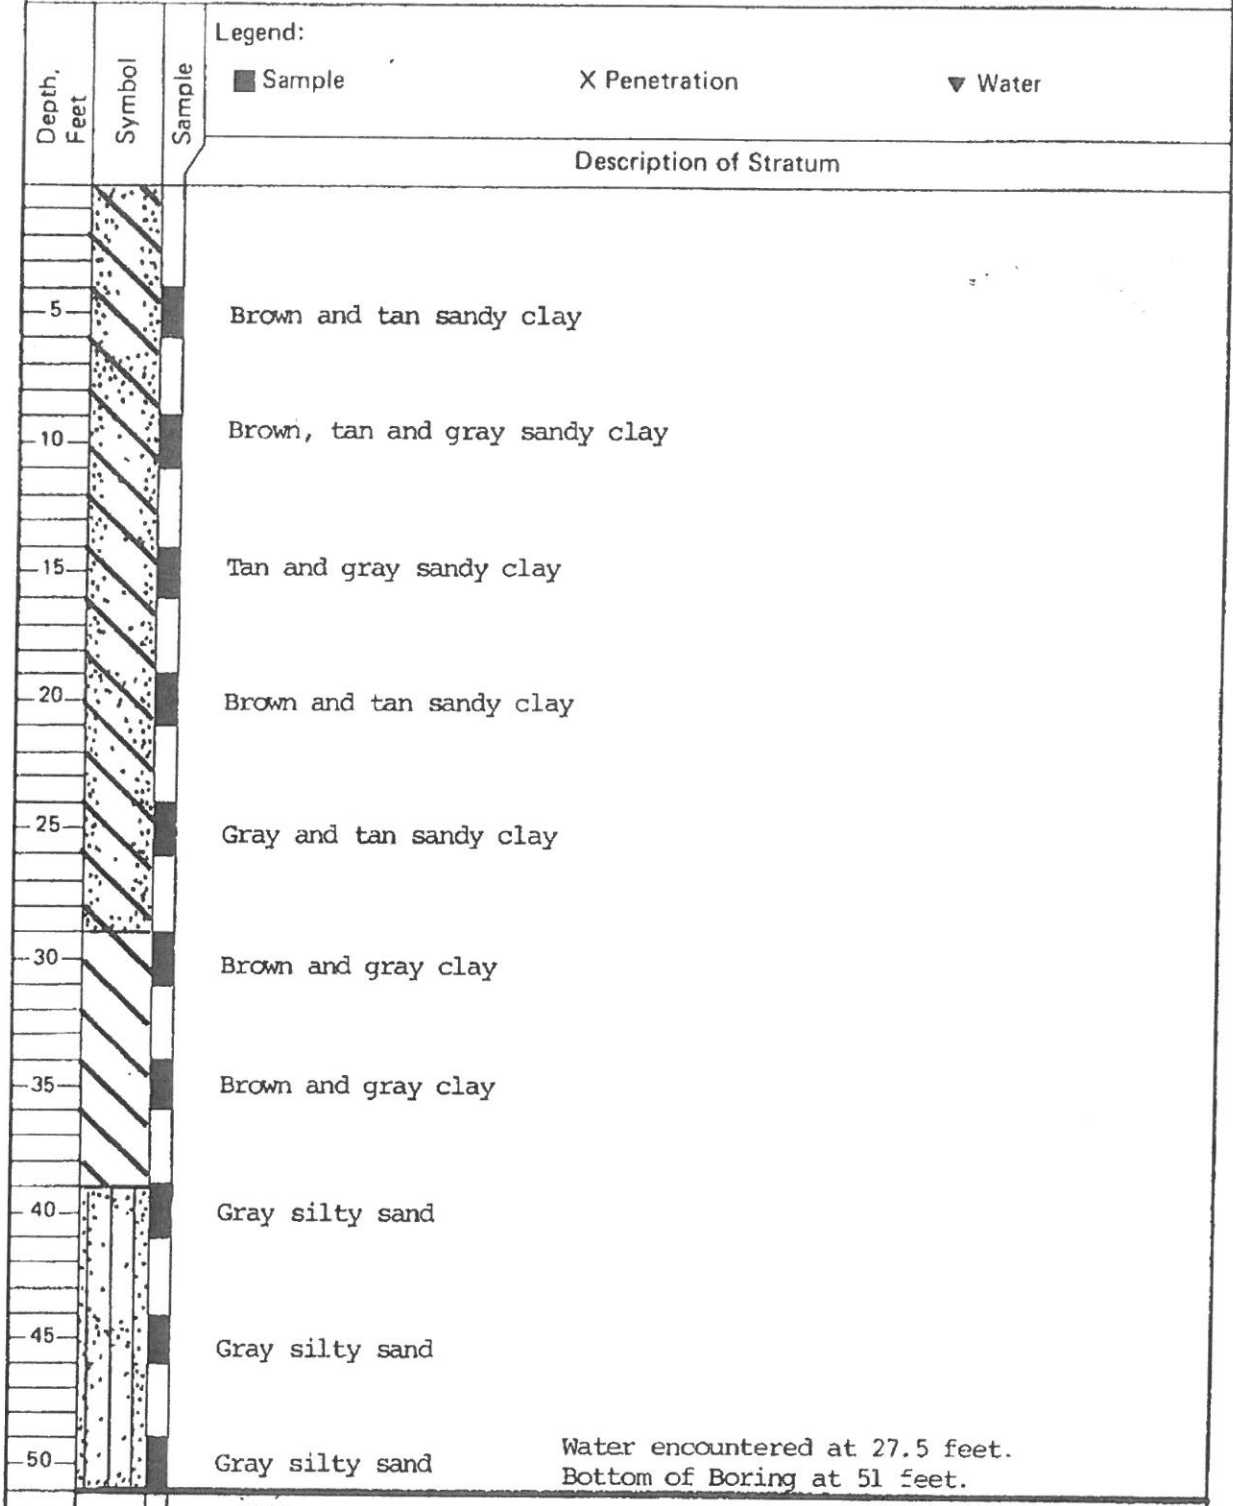 Legend:
Depth, Feet
Symbol
Sample
■ Sample X Penetration ▼ Water
Description of Stratum
5 Brown and tan sandy clay
10 Brown, tan and gray sandy clay
15 Tan and gray sandy clay
20 Brown and tan sandy clay
25 Gray and tan sandy clay
30 Brown and gray clay
35 Brown and gray clay
40 Gray silty sand
45 Gray silty sand
50 Gray silty sand
Water encountered at 27.5 feet.
Bottom of Boring at 51 feet.